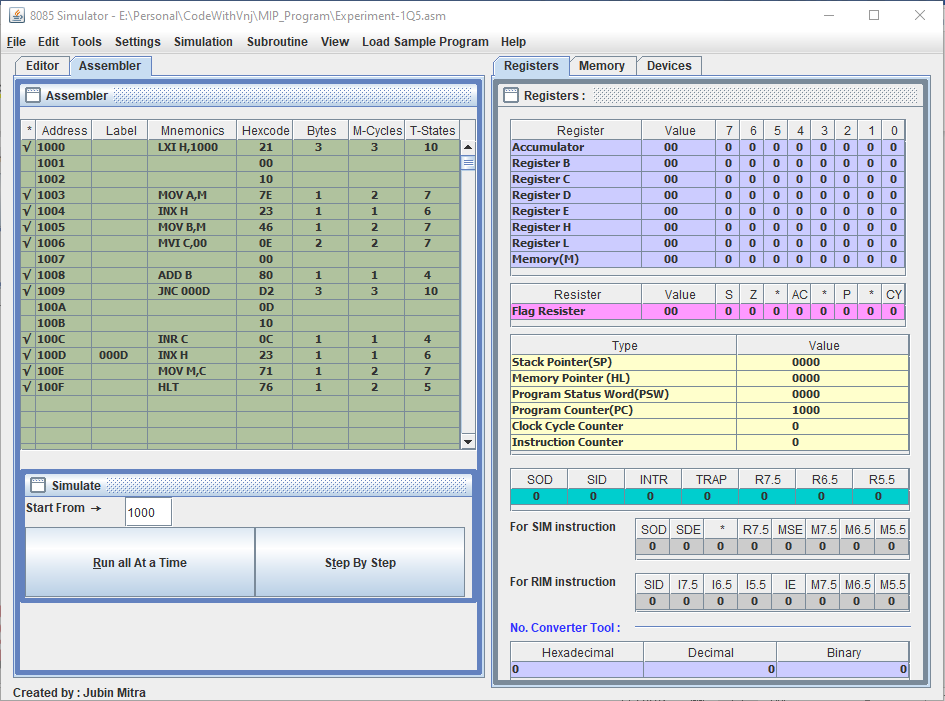 8085 Simulator - E:\Personal\CodeWithVnj\MIP_Program\Experiment-1Q5.asm
File Edit Tools Settings Simulation Subroutine View Load Sample Program Help
Editor Assembler
Assembler
* Address Label Mnemonics Hexcode Bytes M-Cycles T-States
√ 1000 LXI H,1000 21 3 3 10
1001 00
1002 10
√ 1003 MOV A,M 7E 1 2 7
√ 1004 INX H 23 1 1 6
√ 1005 MOV B,M 46 1 2 7
√ 1006 MVI C,00 0E 2 2 7
1007 00
√ 1008 ADD B 80 1 1 4
√ 1009 JNC 000D D2 3 3 10
100A 0D
100B 10
√ 100C INR C 0C 1 1 4
√ 100D 000D INX H 23 1 1 6
√ 100E MOV M,C 71 1 2 7
√ 100F HLT 76 1 2 5
Simulate
Start From → 1000
Run all At a Time Step By Step
Created by : Jubin Mitra
Registers Memory Devices
Registers :
Register Value 7 6 5 4 3 2 1 0
Accumulator 00 0 0 0 0 0 0 0 0
Register B 00 0 0 0 0 0 0 0 0
Register C 00 0 0 0 0 0 0 0 0
Register D 00 0 0 0 0 0 0 0 0
Register E 00 0 0 0 0 0 0 0 0
Register H 00 0 0 0 0 0 0 0 0
Register L 00 0 0 0 0 0 0 0 0
Memory(M) 00 0 0 0 0 0 0 0 0
Resister Value S Z * AC * P * CY
Flag Resister 00 0 0 0 0 0 0 0 0
Type Value
Stack Pointer(SP) 0000
Memory Pointer (HL) 0000
Program Status Word(PSW) 0000
Program Counter(PC) 1000
Clock Cycle Counter 0
Instruction Counter 0
SOD SID INTR TRAP R7.5 R6.5 R5.5
0 0 0 0 0 0 0
For SIM instruction SOD SDE * R7.5 MSE M7.5 M6.5 M5.5
0 0 0 0 0 0 0 0
For RIM instruction SID I7.5 I6.5 I5.5 IE M7.5 M6.5 M5.5
0 0 0 0 0 0 0 0
No. Converter Tool :
Hexadecimal Decimal Binary
0 0 0